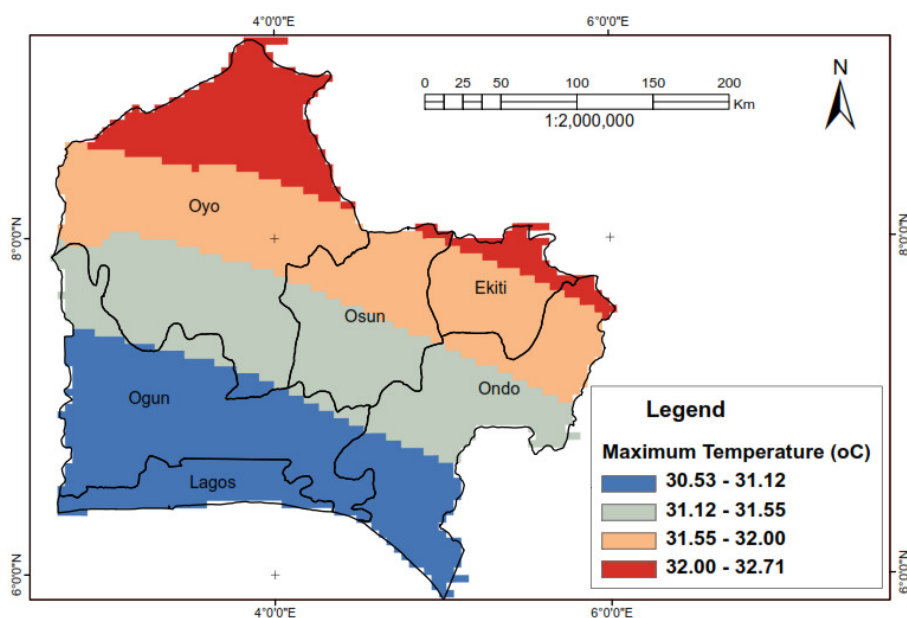 4°0'0"E
6°0'0"E
N
0 25 50 100 150 200
Km
1:2,000,000
Oyo
8°0'0"N
8°0'0"N
Ekiti
Osun
Ogun
Ondo
Lagos
Legend
Maximum Temperature (oC)
30.53 - 31.12
31.12 - 31.55
31.55 - 32.00
32.00 - 32.71
6°0'0"N
6°0'0"N
4°0'0"E
6°0'0"E